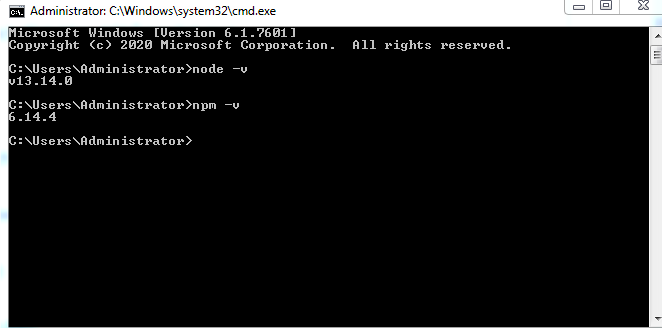 Administrator: C:\Windows\system32\cmd.exe
Microsoft Windows [Version 6.1.7601]
Copyright (c) 2020 Microsoft Corporation.  All rights reserved.
C:\Users\Administrator>node -v
v13.14.0
C:\Users\Administrator>npm -v
6.14.4
C:\Users\Administrator>